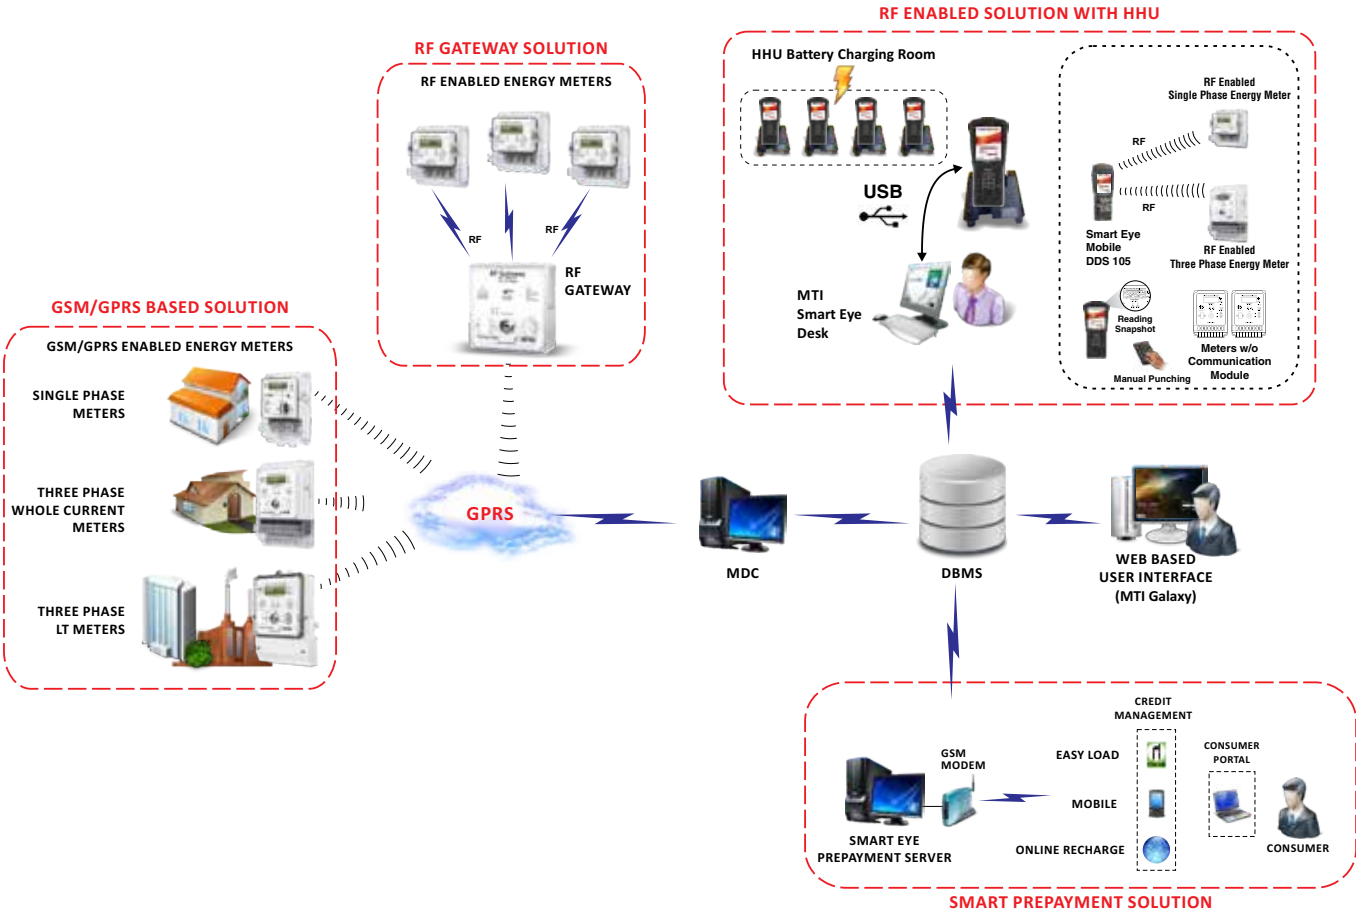 RF ENABLED SOLUTION WITH HHU
HHU Battery Charging Room
RF Enabled
Single Phase Energy Meter
RF
RF
Smart Eye
Mobile
DDS 105
RF Enabled
Three Phase Energy Meter
USB
MTI
Smart Eye
Desk
Reading
Snapshot
Manual Punching
Meters w/o
Communication
Module
RF GATEWAY SOLUTION
RF ENABLED ENERGY METERS
RF
RF
RF
GATEWAY
GSM/GPRS BASED SOLUTION
GSM/GPRS ENABLED ENERGY METERS
SINGLE PHASE
METERS
THREE PHASE
WHOLE CURRENT
METERS
THREE PHASE
LT METERS
GPRS
MDC
DBMS
WEB BASED
USER INTERFACE
(MTI Galaxy)
CREDIT
MANAGEMENT
GSM
MODEM
EASY LOAD
MOBILE
ONLINE RECHARGE
CONSUMER
PORTAL
CONSUMER
SMART EYE
PREPAYMENT SERVER
SMART PREPAYMENT SOLUTION